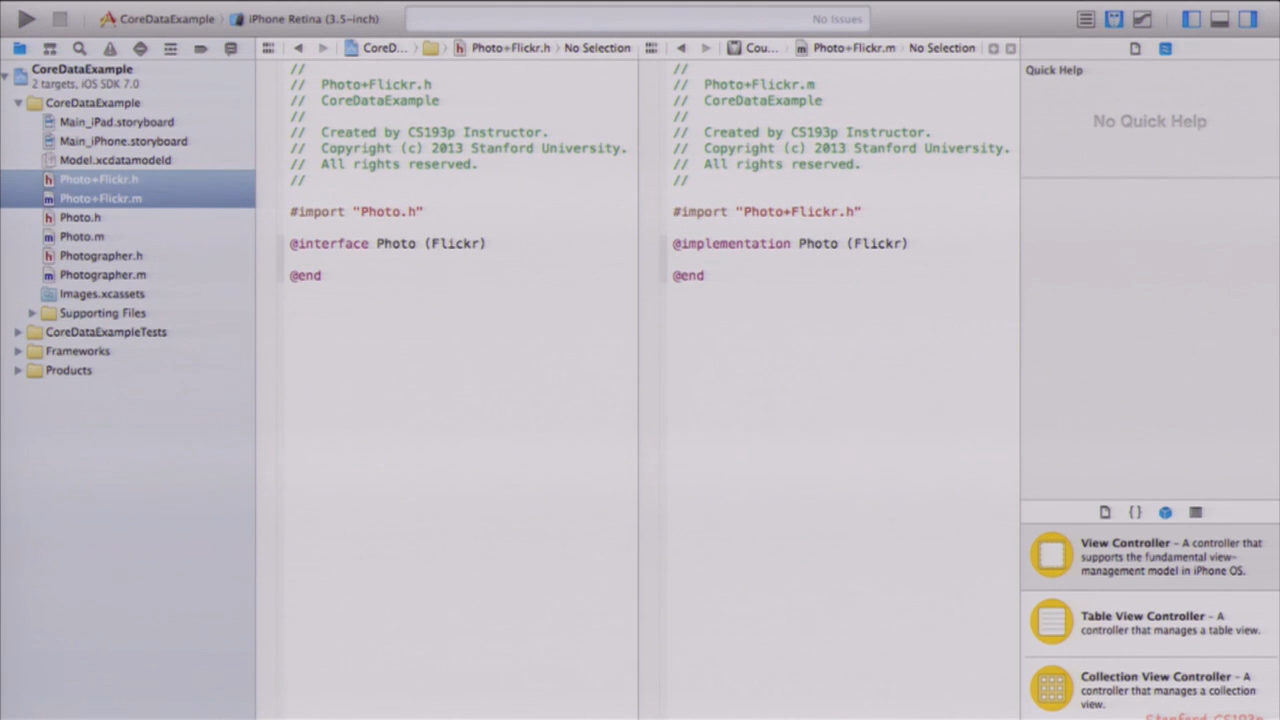 CoreDataExample
iPhone Retina (3.5-inch)
No Issues
CoreD...
Photo+Flickr.h
No Selection
Cou...
Photo+Flickr.m
No Selection
CoreDataExample
2 targets, iOS SDK 7.0
CoreDataExample
Main_iPad.storyboard
Main_iPhone.storyboard
Model.xcdatamodeld
Photo+Flickr.h
Photo+Flickr.m
Photo.h
Photo.m
Photographer.h
Photographer.m
Images.xcassets
Supporting Files
CoreDataExampleTests
Frameworks
Products
//
// Photo+Flickr.h
// CoreDataExample
//
// Created by CS193p Instructor.
// Copyright (c) 2013 Stanford University.
// All rights reserved.
//
#import "Photo.h"
@interface Photo (Flickr)
@end
//
// Photo+Flickr.m
// CoreDataExample
//
// Created by CS193p Instructor.
// Copyright (c) 2013 Stanford University.
// All rights reserved.
//
#import "Photo+Flickr.h"
@implementation Photo (Flickr)
@end
Quick Help
No Quick Help
{ }
View Controller - A controller that
supports the fundamental view-
management model in iPhone OS.
Table View Controller - A
controller that manages a table view.
Collection View Controller - A
controller that manages a collection
view.
Stanford CS193p